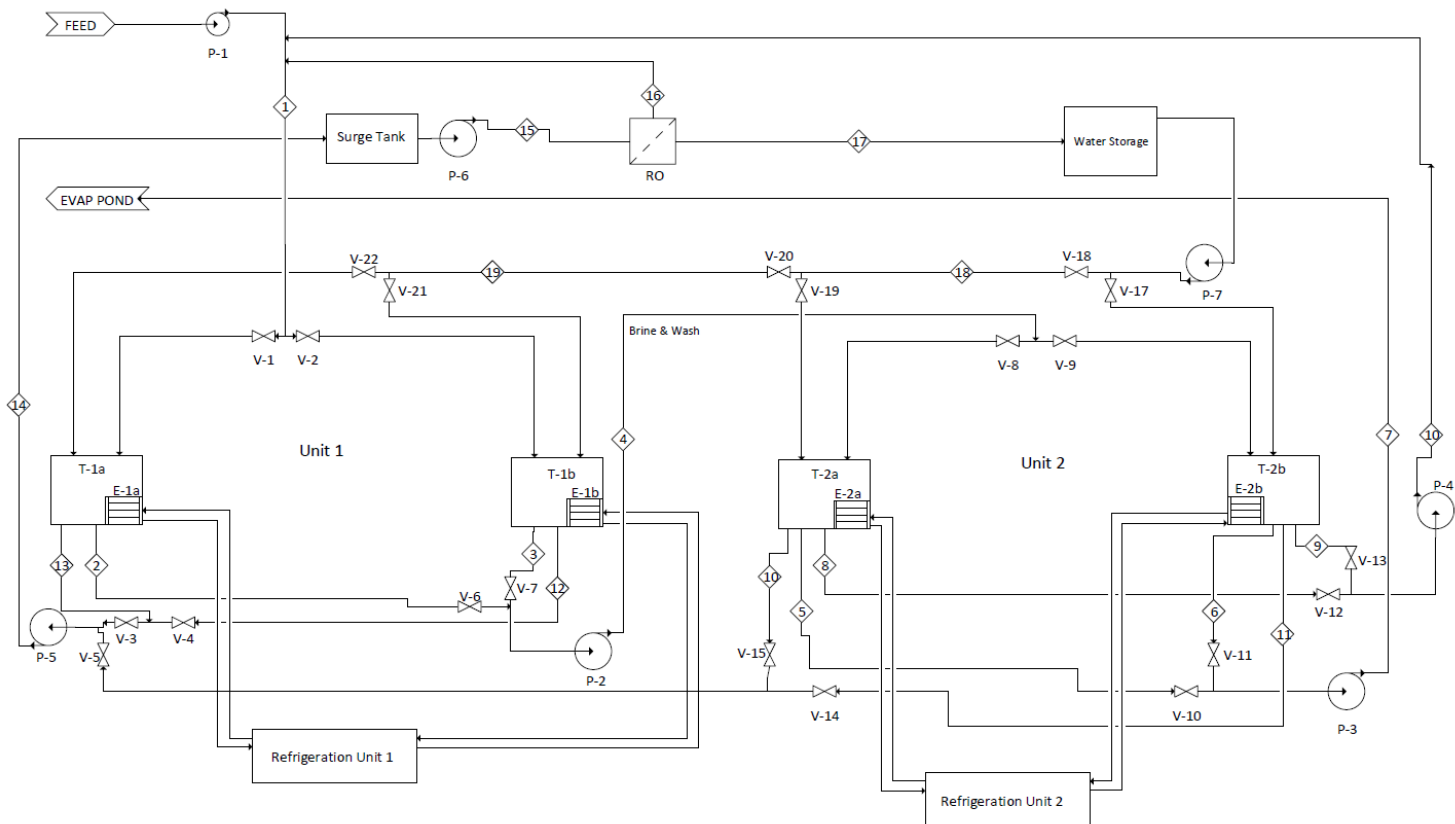 FEED
P-1
1
16
Surge Tank
15
17
Water Storage
P-6
RO
EVAP POND
V-22
19
V-20
18
V-18
V-21
V-19
V-17
P-7
Brine & Wash
V-1
V-2
V-8
V-9
14
4
7
10
Unit 1
Unit 2
T-1a
T-1b
T-2a
T-2b
E-1a
E-1b
E-2a
E-2b
P-4
13
2
3
12
10
8
9
V-13
V-7
V-6
5
6
11
V-12
V-3
V-4
V-5
P-5
V-15
V-11
P-2
V-14
V-10
P-3
Refrigeration Unit 1
Refrigeration Unit 2